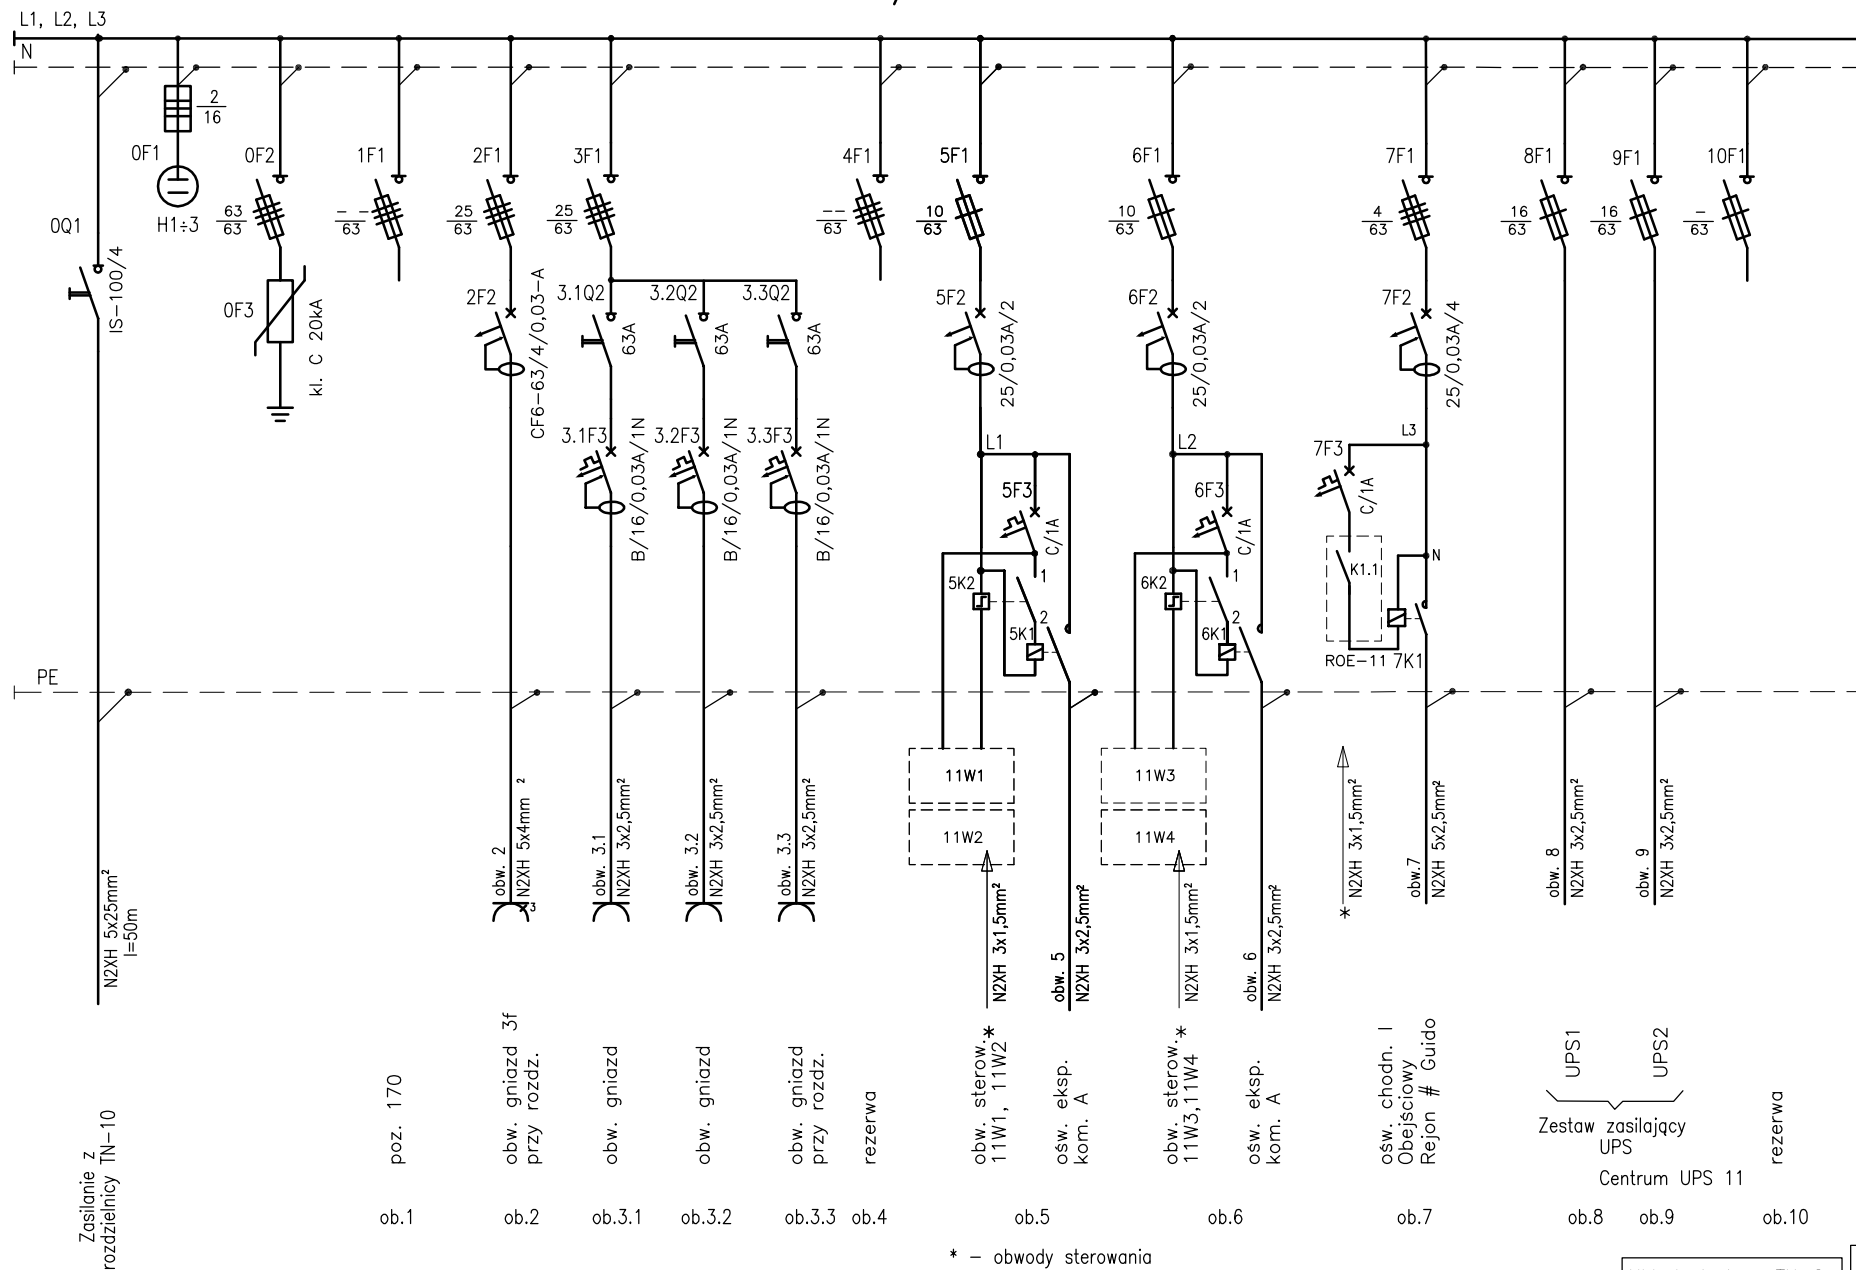 L1, L2, L3
N
2
16
0F1
H1÷3
0Q1
IS-100/4
0F2
63
63
0F3
kl. C 20kA
1F1
- -
63
2F1
25
63
2F2
CF6-63/4/0,03-A
3F1
25
63
3.1Q2
63A
3.2Q2
63A
3.3Q2
63A
3.1F3
B/16/0,03A/1N
3.2F3
B/16/0,03A/1N
3.3F3
B/16/0,03A/1N
4F1
--
63
5F1
10
63
5F2
25/0,03A/2
L1
5F3
C/1A
5K2
1
2
5K1
6F1
10
63
6F2
25/0,03A/2
L2
6F3
C/1A
6K2
1
2
6K1
7F1
4
63
7F2
25/0,03A/4
L3
7F3
C/1A
K1.1
N
ROE-11
7K1
8F1
16
63
9F1
16
63
10F1
-
63
PE
N2XH 5x25mm²
l=50m
obw. 2
N2XH 5x4mm ²
x3
obw. 3.1
N2XH 3x2,5mm²
obw. 3.2
N2XH 3x2,5mm²
obw. 3.3
N2XH 3x2,5mm²
11W1
11W2
N2XH 3x1,5mm²
obw. 5
N2XH 3x2,5mm²
11W3
11W4
N2XH 3x1,5mm²
obw. 6
N2XH 3x2,5mm²
*
N2XH 3x1,5mm²
obw.7
N2XH 5x2,5mm²
obw. 8
N2XH 3x2,5mm²
obw. 9
N2XH 3x2,5mm²
Zasilanie z
rozdzielnicy TN-10
poz. 170
obw. gniazd 3f
przy rozdz.
obw. gniazd
obw. gniazd
obw. gniazd
przy rozdz.
rezerwa
obw. sterow.*
11W1, 11W2
ośw. eksp.
kom. A
obw. sterow.*
11W3,11W4
ośw. eksp.
kom. A
ośw. chodn. I
Obejściowy
Rejon # Guido
UPS1
UPS2
Zestaw zasilający
UPS
Centrum UPS 11
rezerwa
ob.1
ob.2
ob.3.1
ob.3.2
ob.3.3
ob.4
ob.5
ob.6
ob.7
ob.8
ob.9
ob.10
* - obwody sterowania